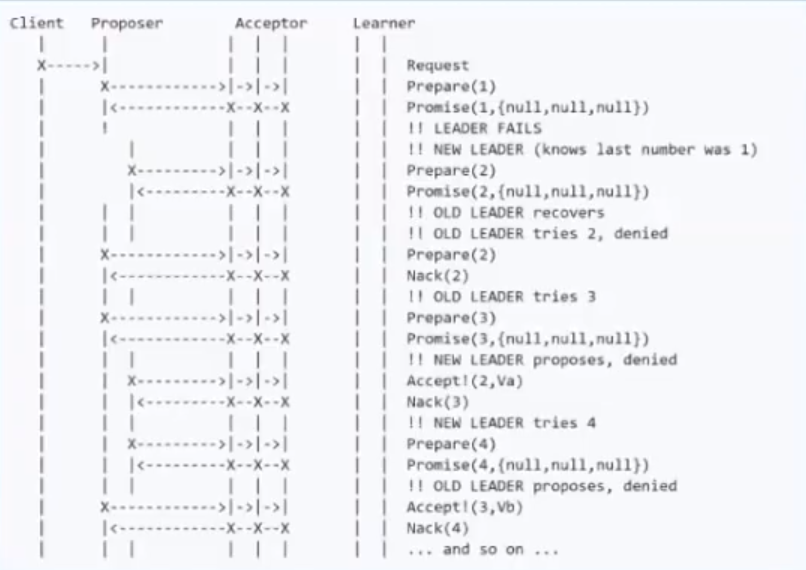 Client Proposer Acceptor Learner
Request
Prepare(1)
Promise(1,{null,null,null})
!! LEADER FAILS
!! NEW LEADER (knows last number was 1)
Prepare(2)
Promise(2,{null,null,null})
!! OLD LEADER recovers
!! OLD LEADER tries 2, denied
Prepare(2)
Nack(2)
!! OLD LEADER tries 3
Prepare(3)
Promise(3,{null,null,null})
!! NEW LEADER proposes, denied
Accept!(2,Va)
Nack(3)
!! NEW LEADER tries 4
Prepare(4)
Promise(4,{null,null,null})
!! OLD LEADER proposes, denied
Accept!(3,Vb)
Nack(4)
... and so on ...